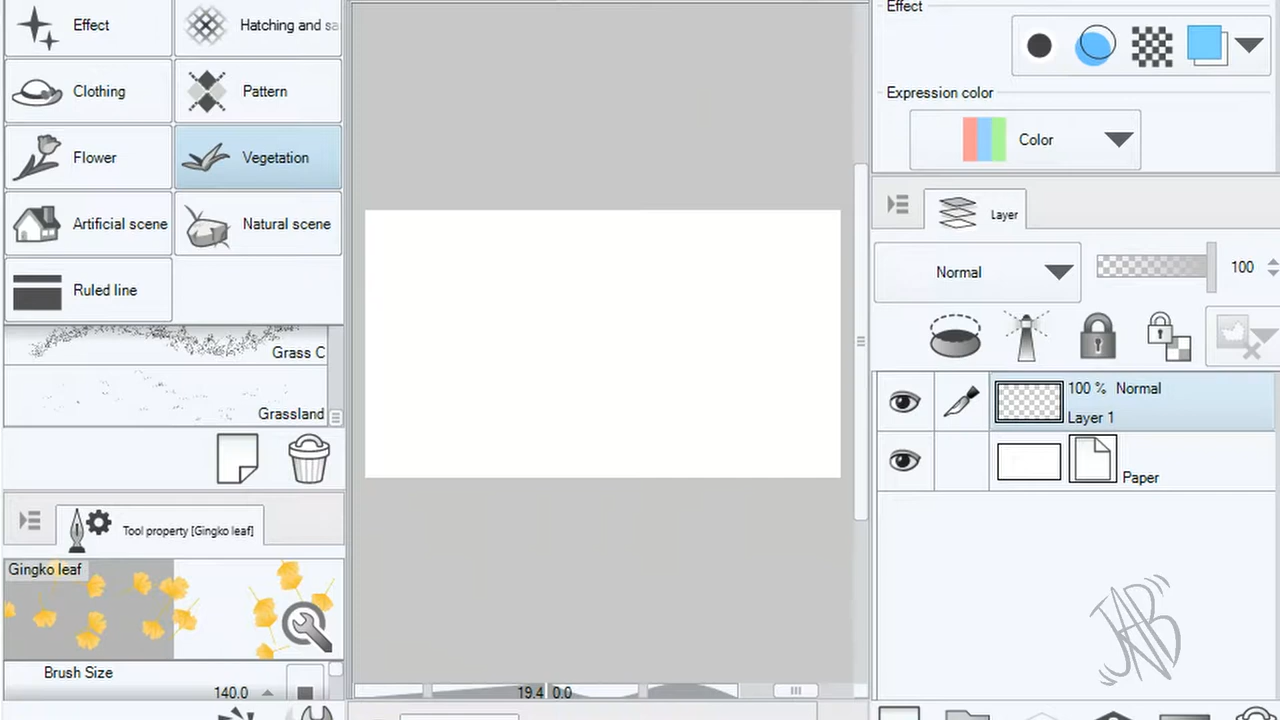 Effect
Hatching and sa
Clothing
Pattern
Flower
Vegetation
Artificial scene
Natural scene
Ruled line
Grass C
Grassland
Tool property [Gingko leaf]
Gingko leaf
Brush Size
140.0
19.4 0.0
Effect
Expression color
Color
Layer
Normal
100
100 % Normal
Layer 1
Paper
JAB